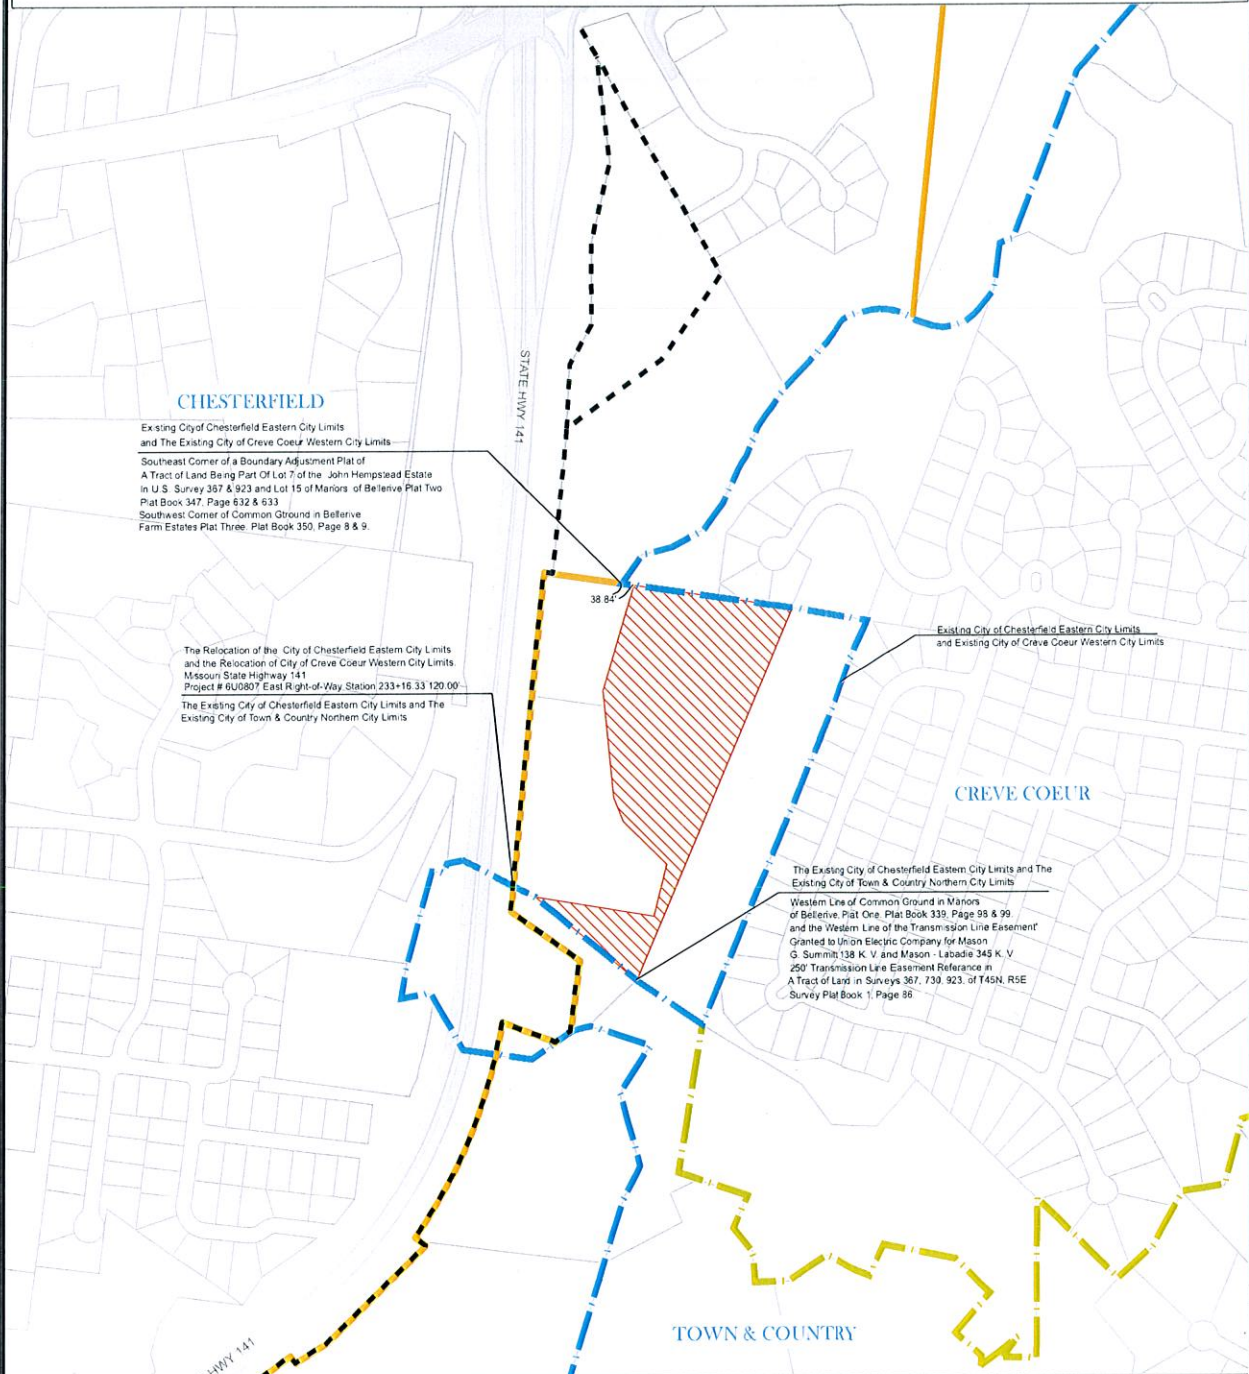 STATE HWY 141
CHESTERFIELD
Existing Cityof Chesterfield Eastern City Limits
and The Existing City of Creve Coeur Western City Limits
Southeast Corner of a Boundary Adjustment Plat of
A Tract of Land Being Part Of Lot 7 of the John Hempstead Estate
in U.S. Survey 367 & 923 and Lot 15 of Manors of Bellerive Plat Two
Plat Book 347, Page 632 & 633
Southwest Corner of Common Gtround in Bellerive
Farm Estates Plat Three. Plat Book 350, Page 8 & 9.
38.84'
The Relocation of the City of Chesterfield Eastern City Limits
and the Relocation of City of Creve Coeur Western City Limits.
Missouri State Highway 141
Project # 6U0807 East Right-of-Way Station 233+16.33 120.00'
The Existing City of Chesterfield Eastern City Limits and The
Existing City of Town & Country Northern City Limits
Existing City of Chesterfield Eastern City Limits
and Existing City of Creve Coeur Western City Limits
CREVE COEUR
The Existing City of Chesterfield Eastern City Limits and The
Existing City of Town & Country Northern City Limits
Western Line of Common Ground in Manors
of Bellerive, Plat One. Plat Book 339, Page 98 & 99
and the Western Line of the Transmission Line Easement'
Granted to Union Electric Company for Mason
G. Summit 138 K. V. and Mason - Labadie 345 K. V
250' Transmission Line Easement Referance in
A Tract of Land in Surveys 367, 730, 923, of T45N, R5E
Survey Plat Book 1, Page 86
TOWN & COUNTRY
HWY 141